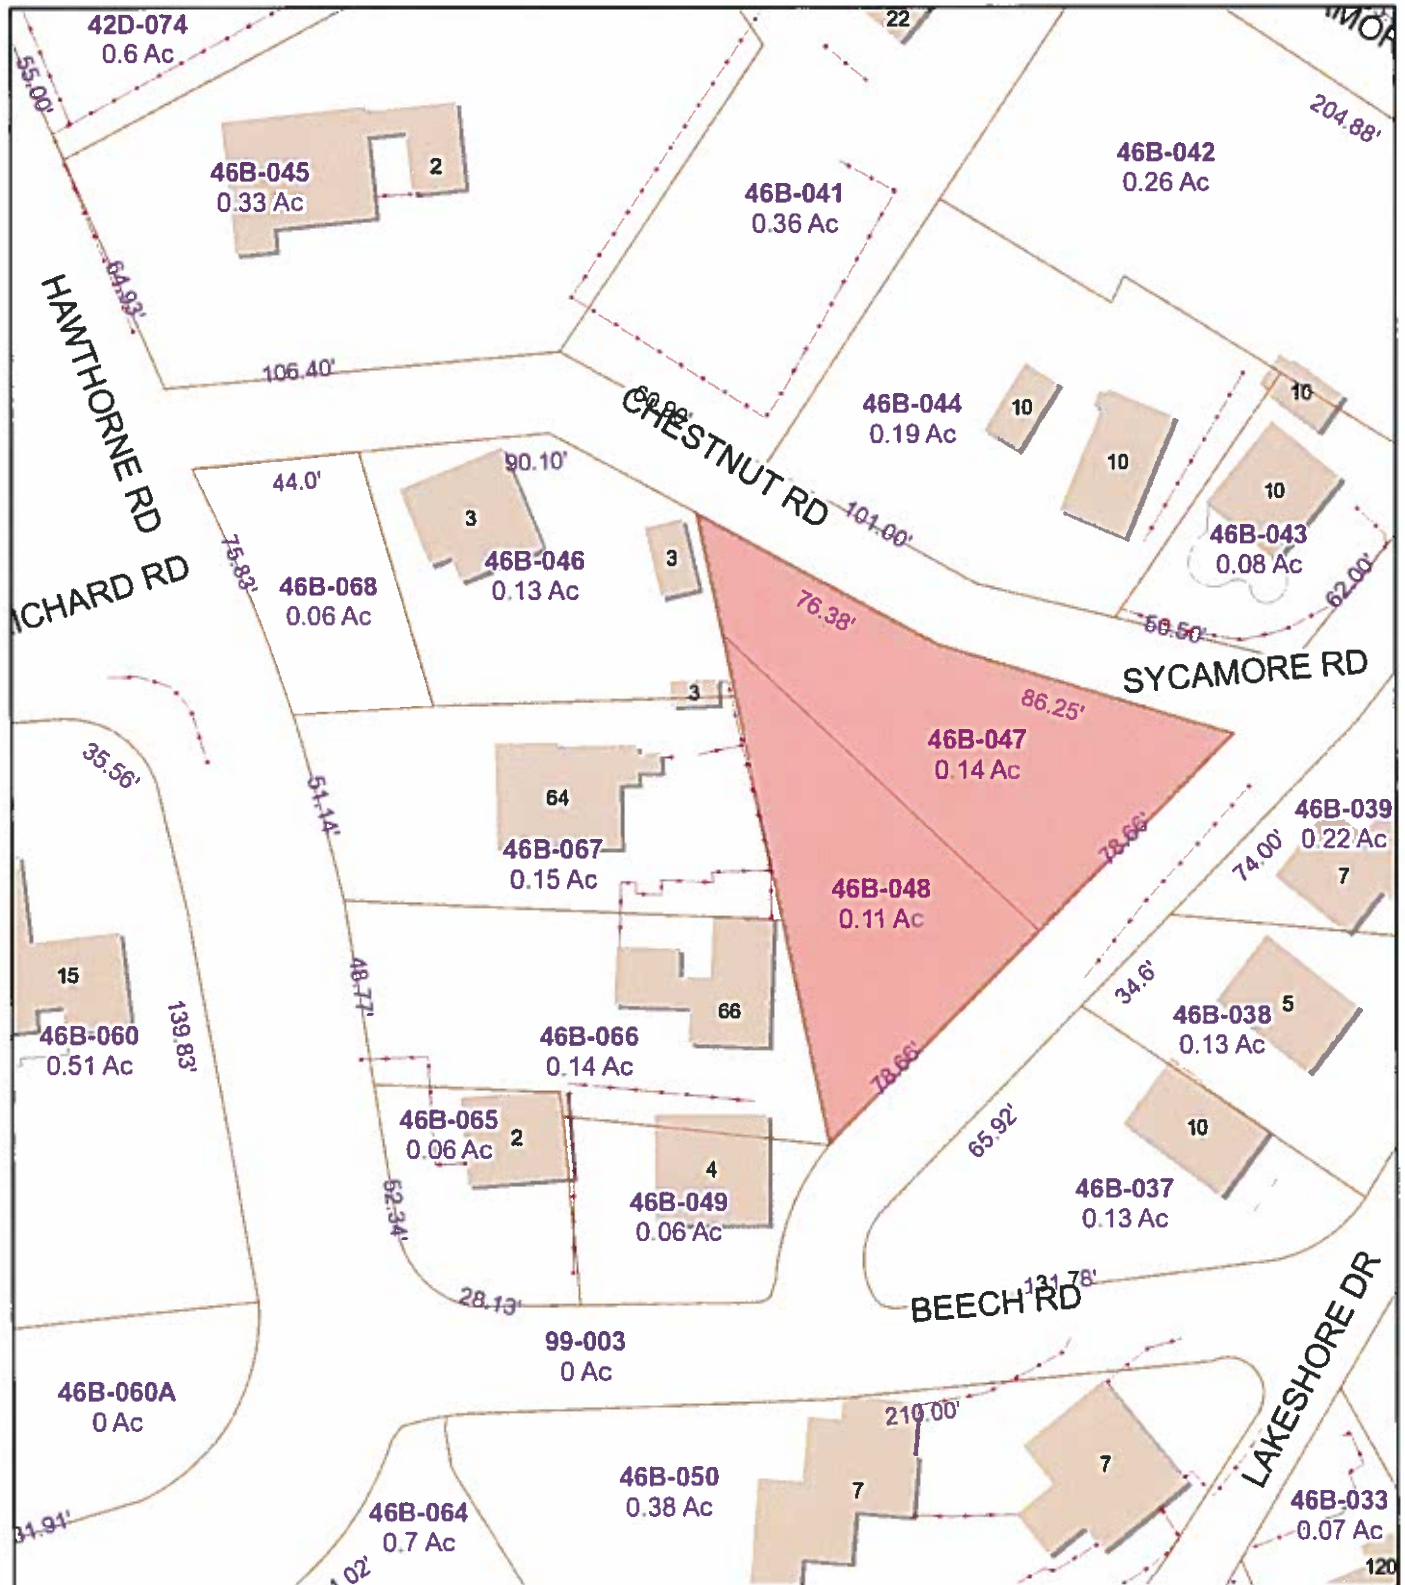 42D-074
0.6 Ac
22
55.00'
204.88'
46B-045
0.33 Ac
2
46B-041
0.36 Ac
46B-042
0.26 Ac
64.93'
HAWTHORNE RD
106.40'
CHESTNUT RD
46B-044
0.19 Ac
10
10
10
10
44.0'
90.10'
3
3
101.00'
46B-043
0.08 Ac
62.00'
50.50'
75.83'
46B-068
0.06 Ac
46B-046
0.13 Ac
ICHARD RD
76.38'
SYCAMORE RD
3
86.25'
46B-047
0.14 Ac
35.56'
51.14'
64
46B-067
0.15 Ac
78.66'
74.00'
46B-039
0.22 Ac
7
46B-048
0.11 Ac
15
46B-060
0.51 Ac
139.83'
48.77'
66
46B-066
0.14 Ac
34.6'
5
46B-038
0.13 Ac
78.66'
46B-065
0.06 Ac
2
65.92'
10
4
46B-049
0.06 Ac
46B-037
0.13 Ac
52.34'
28.13'
131.78'
BEECH RD
99-003
0 Ac
LAKESHORE DR
46B-060A
0 Ac
210.00'
46B-050
0.38 Ac
7
7
46B-064
0.7 Ac
46B-033
0.07 Ac
31.91'
.02'
120